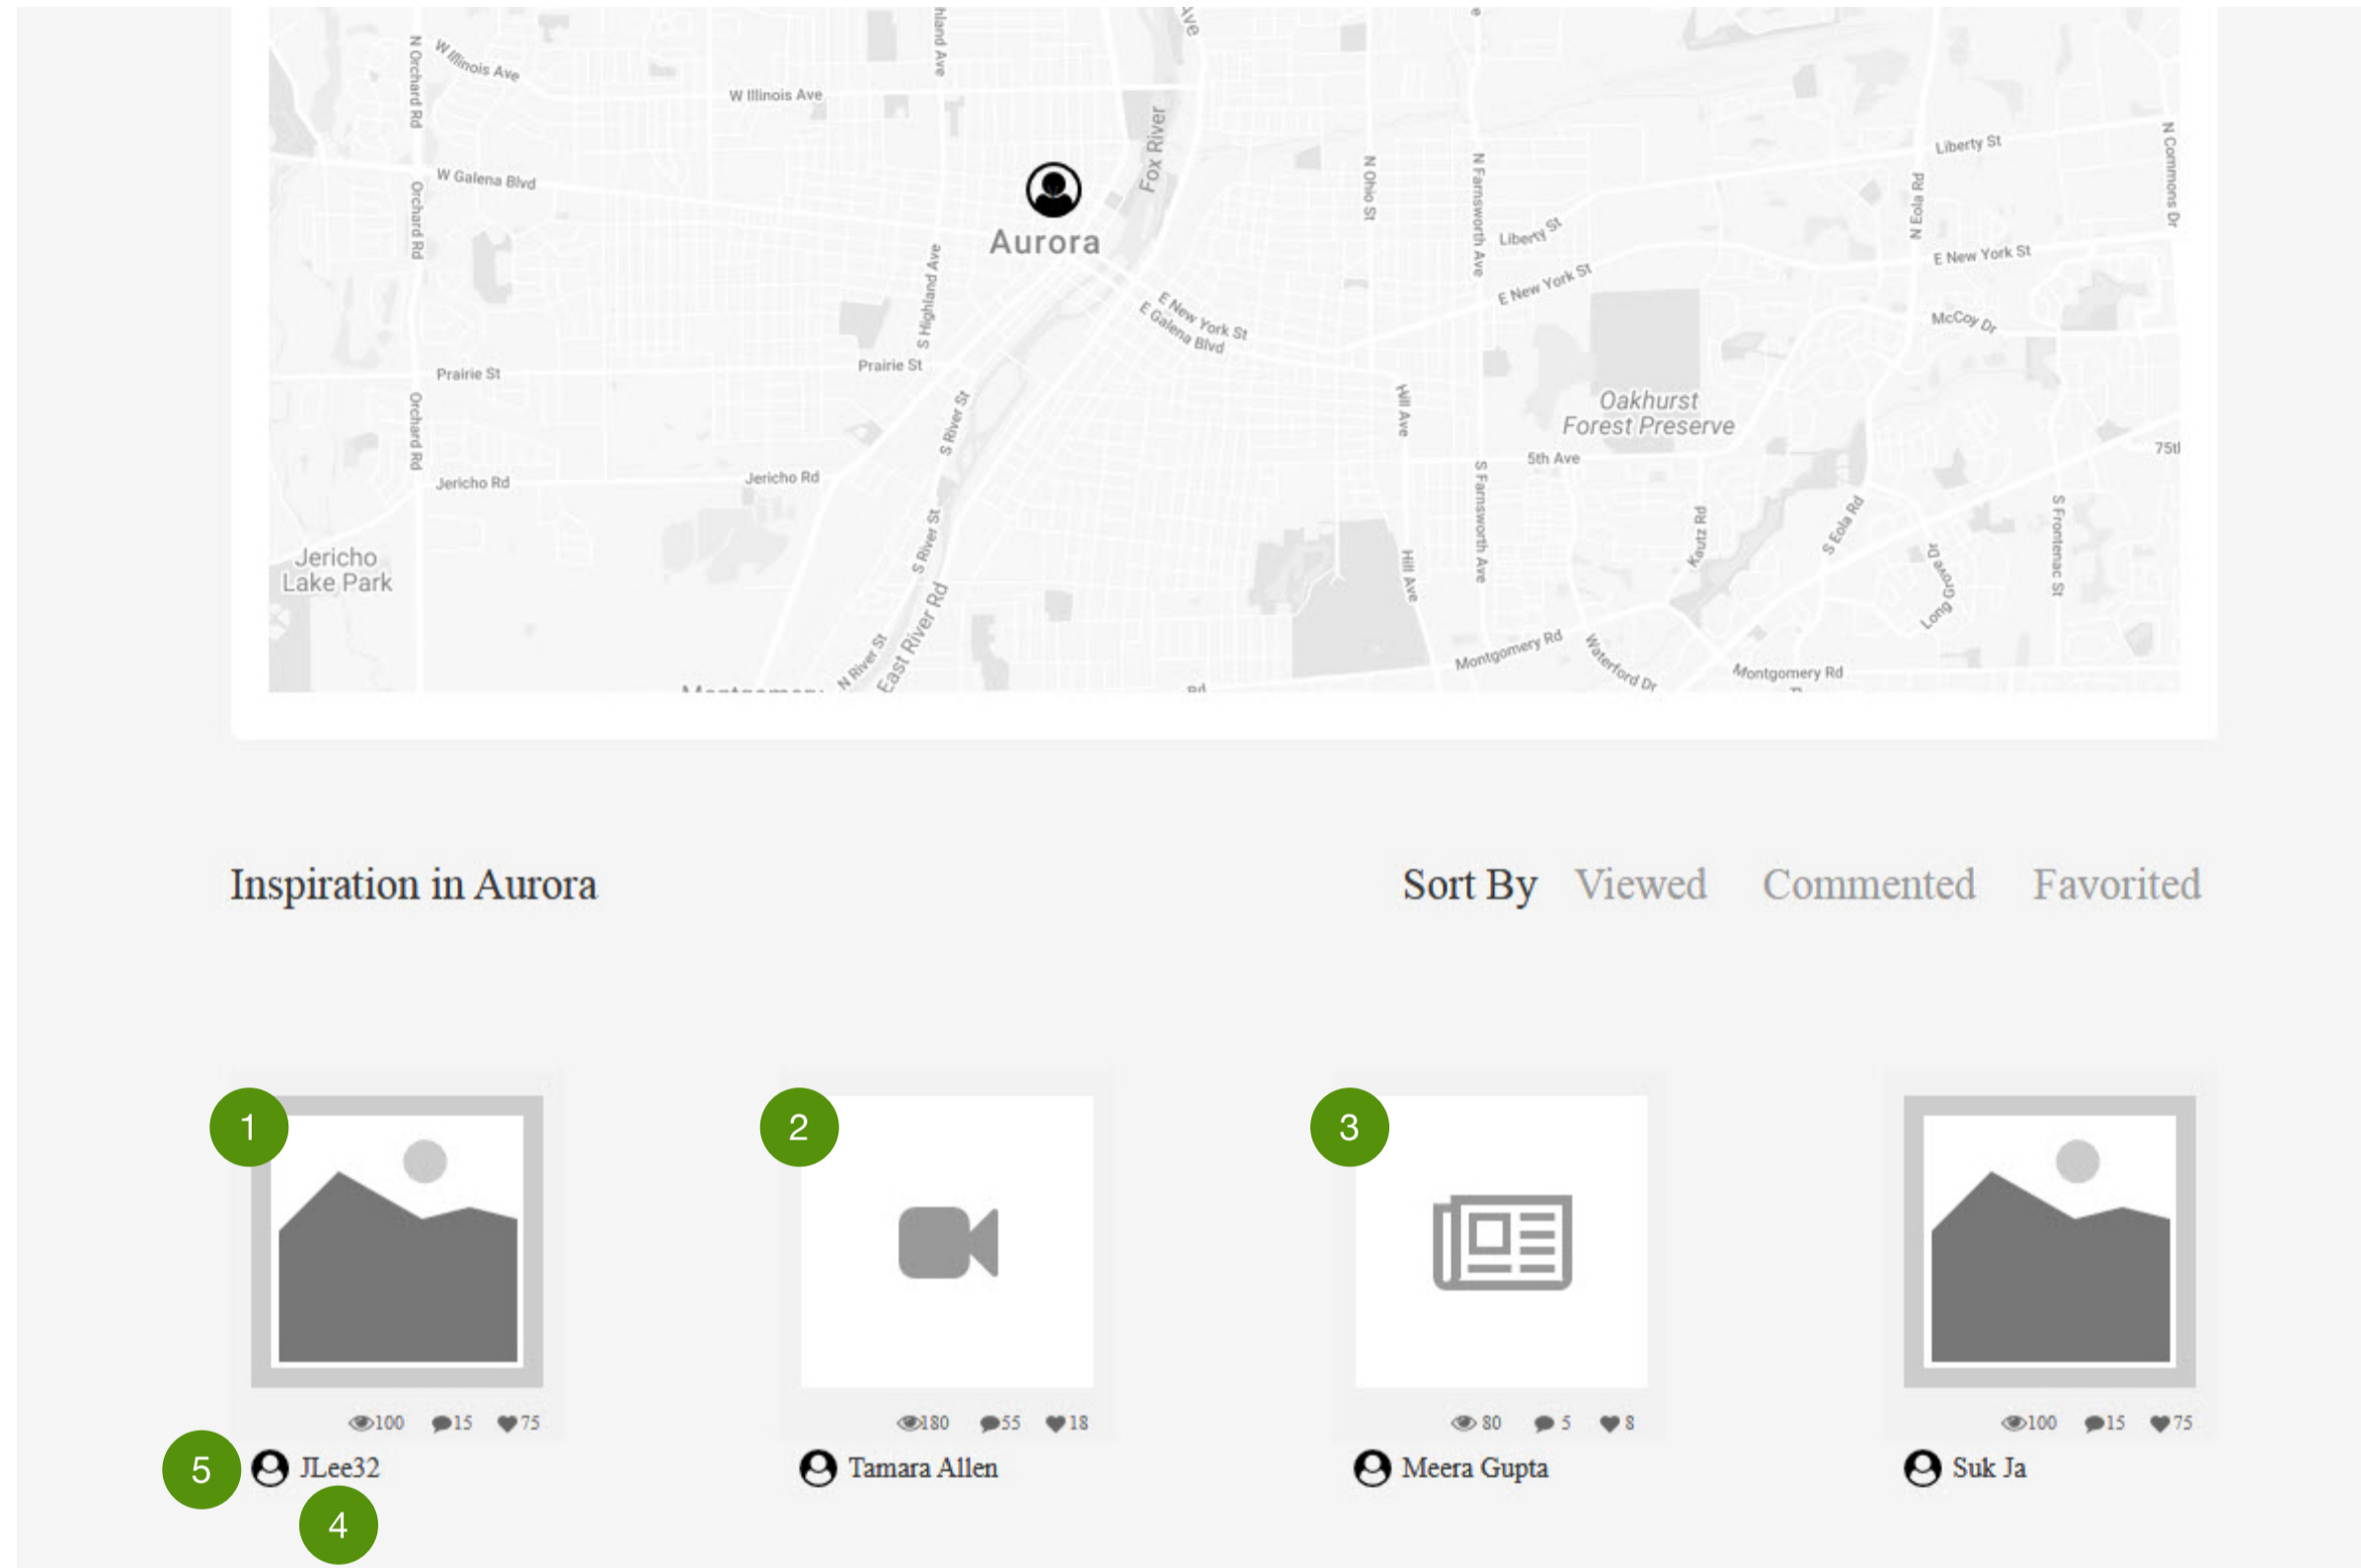 hland Ave
Ave
N Orchard Rd
W Illinois Ave
W Illinois Ave
Fox River
N Commons Dr
Liberty St
N Ohio St
N Farnsworth Ave
W Galena Blvd
Orchard Rd
N Eola Rd
Liberty St
Aurora
E New York St
S Highland Ave
E New York St
E New York St
E Galena Blvd
McCoy Dr
Prairie St
Prairie St
Orchard Rd
S River St
Hill Ave
Oakhurst
Forest Preserve
75tl
5th Ave
Jericho Rd
Jericho Rd
S Farnsworth Ave
Kautz Rd
S Eola Rd
S Frontenac St
Jericho
Lake Park
S River St
Hill Ave
Long Grove Dr
East River Rd
N River St
Montgomery Rd
Waterford Dr
Montgomery Rd
Rd
Inspiration in Aurora
Sort By Viewed Commented Favorited
1
2
3
100 15 75
180 55 18
80 5 8
100 15 75
5
JLee32
Tamara Allen
Meera Gupta
Suk Ja
4